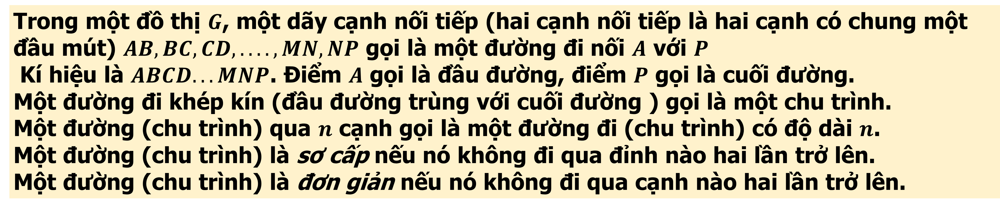 Trong một đồ thị G, một dãy cạnh nối tiếp (hai cạnh nối tiếp là hai cạnh có chung một
đầu mút) AB, BC, CD, . . . . , MN, NP gọi là một đường đi nối A với P
Kí hiệu là ABCD. . . MNP. Điểm A gọi là đầu đường, điểm P gọi là cuối đường.
Một đường đi khép kín (đầu đường trùng với cuối đường ) gọi là một chu trình.
Một đường (chu trình) qua n cạnh gọi là một đường đi (chu trình) có độ dài n.
Một đường (chu trình) là sơ cấp nếu nó không đi qua đỉnh nào hai lần trở lên.
Một đường (chu trình) là đơn giản nếu nó không đi qua cạnh nào hai lần trở lên.